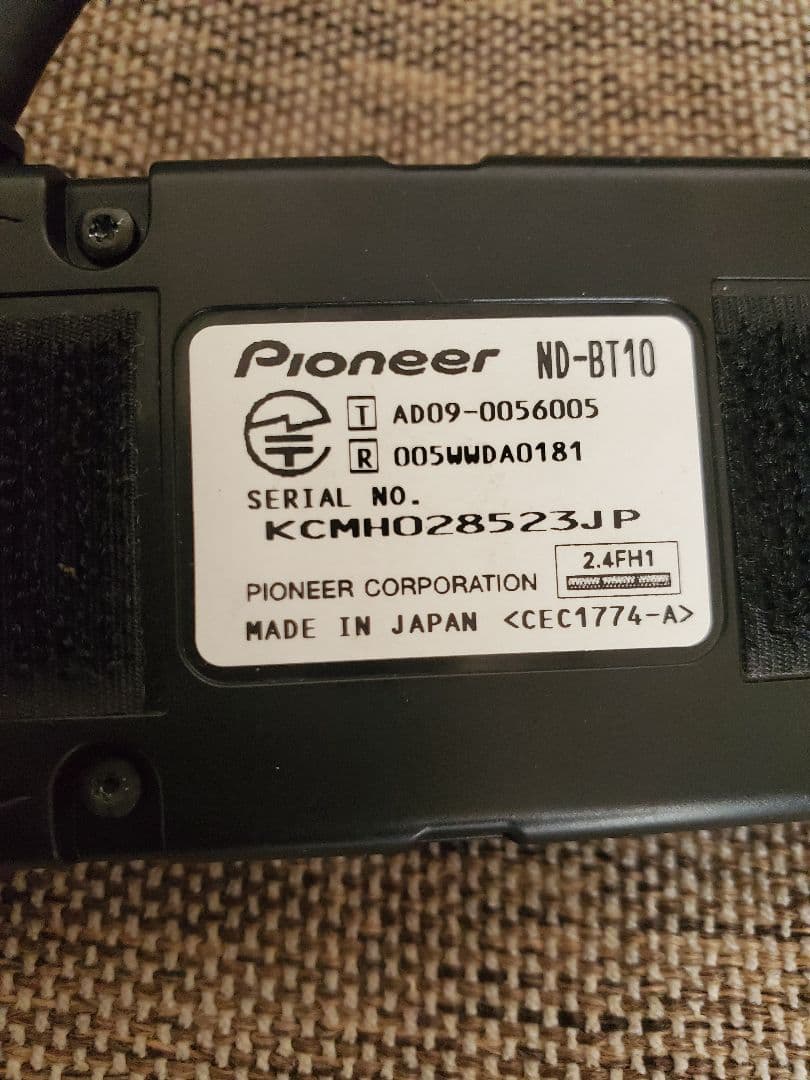 Pioneer ND-BT10
T AD09-0056005
R 005WWDA0181
SERIAL NO.
KCMH028523JP
2.4FH1
PIONEER CORPORATION
MADE IN JAPAN <CEC1774-A>